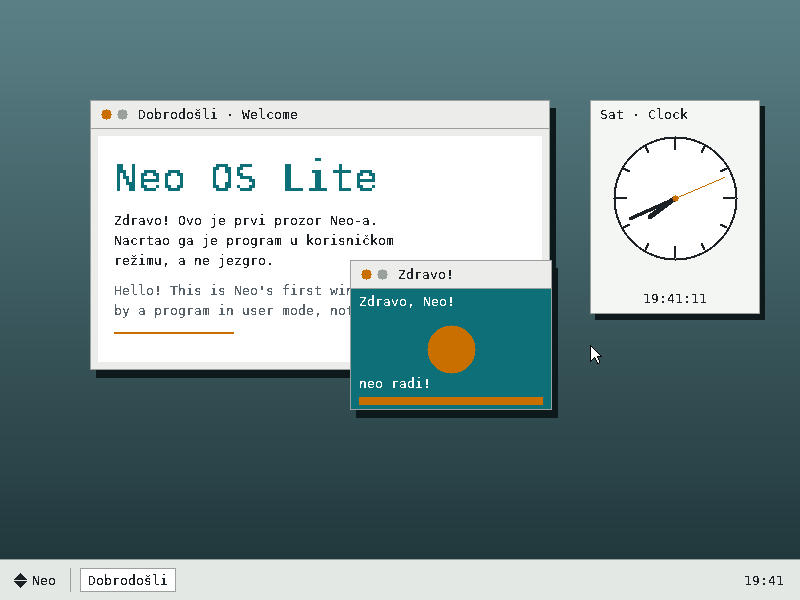 Dobrodošli · Welcome
Neo OS Lite
Zdravo! Ovo je prvi prozor Neo-a.
Nacrtao ga je program u korisničkom
režimu, a ne jezgro.
Hello! This is Neo's first
by a program in user mode,
Zdravo!
Zdravo, Neo!
neo radi!
Sat · Clock
19:41:11
Neo
Dobrodošli
19:41